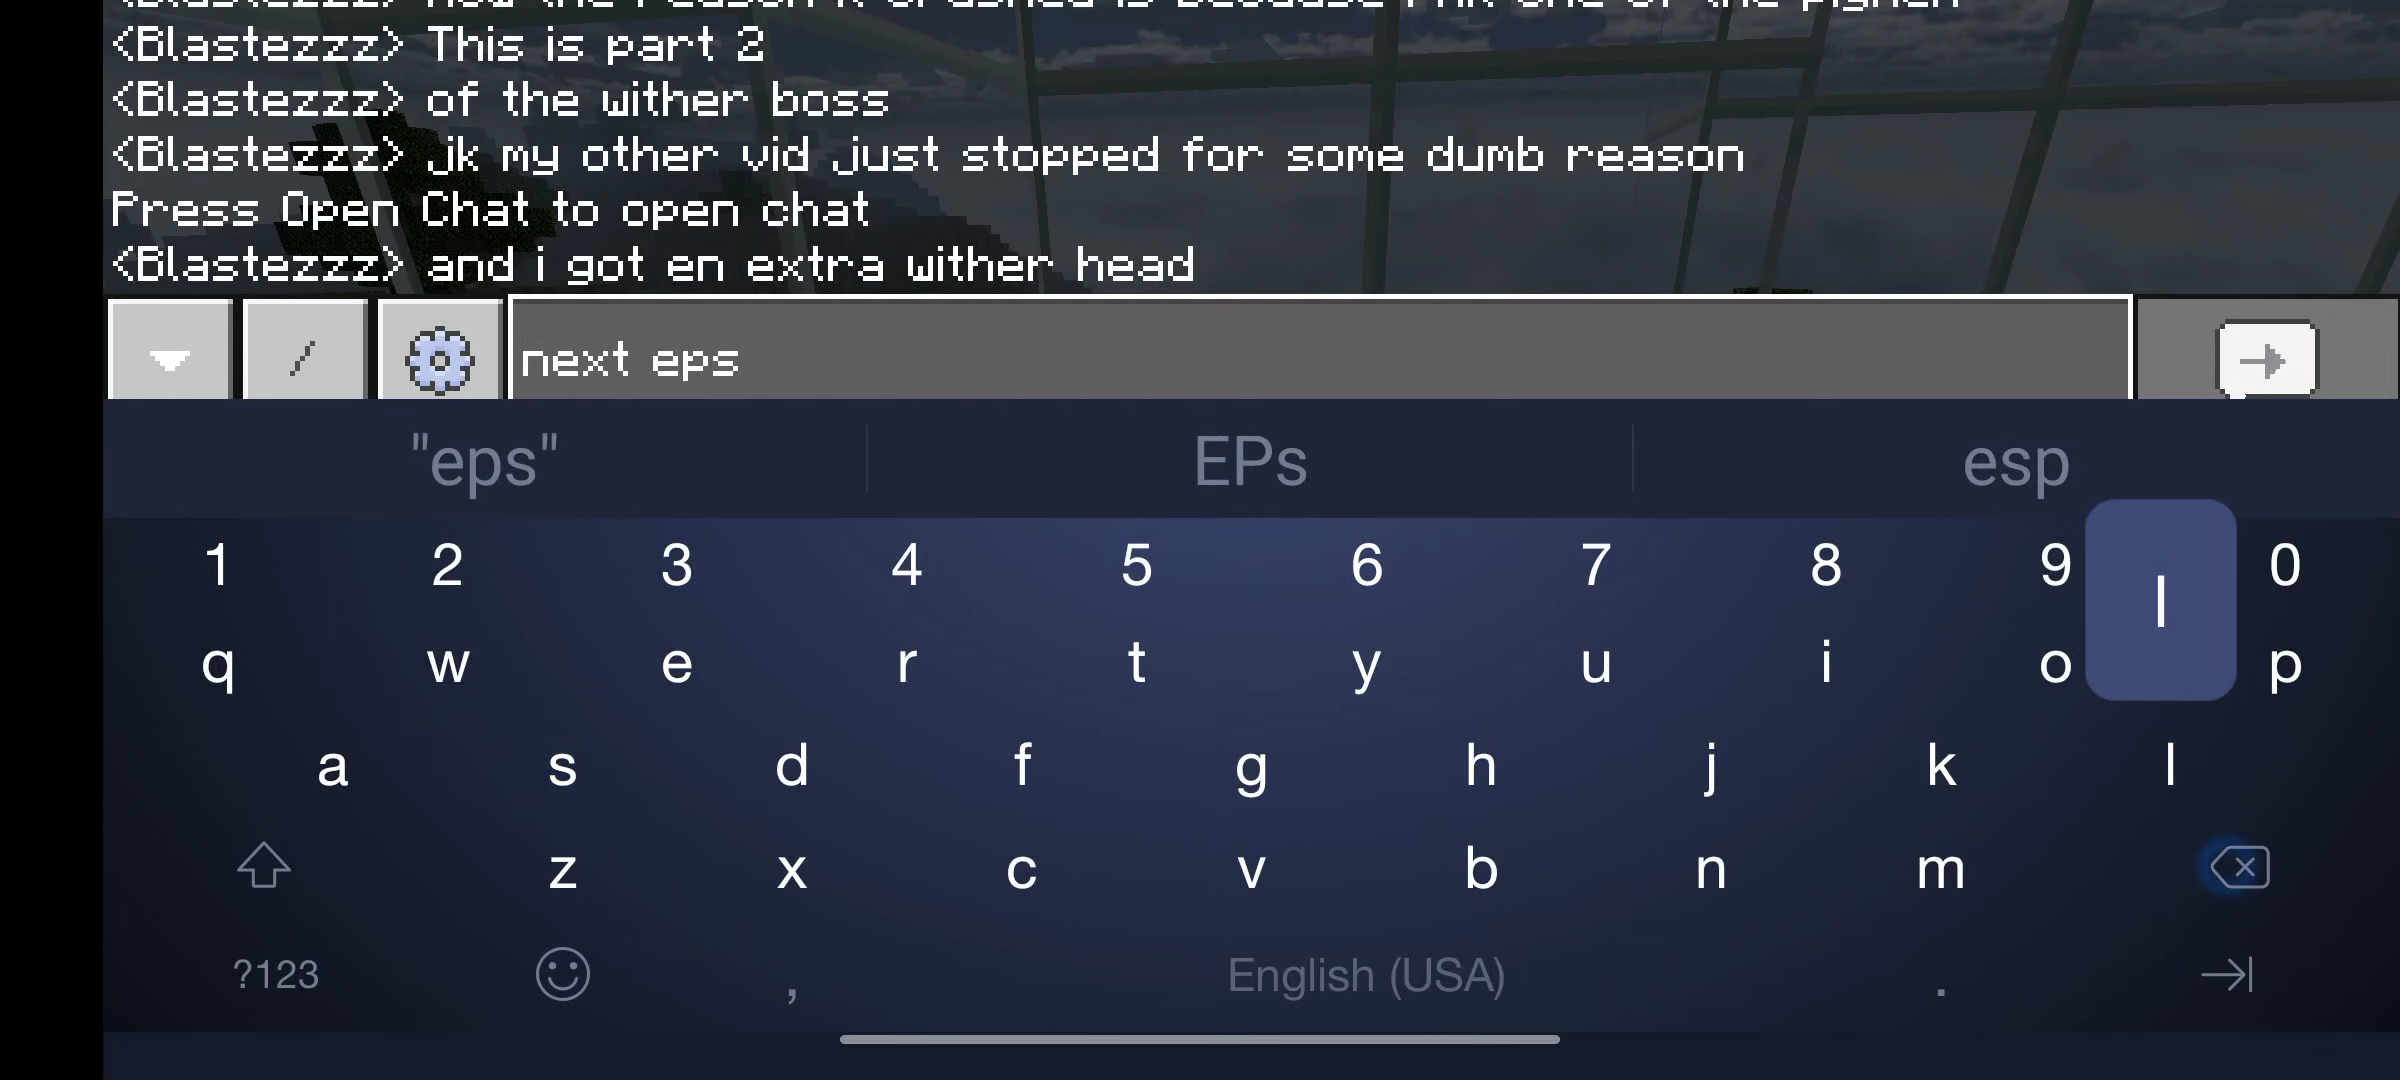 <Blastezzz> This is part 2
<Blastezzz> of the wither boss
<Blastezzz> jk my other vid just stopped for some dumb reason
Press Open Chat to open chat
<Blastezzz> and i got en extra wither head
/
next eps
"eps" EPs esp
1 2 3 4 5 6 7 8 9 0
l
q w e r t y u i o p
a s d f g h j k l
z x c v b n m
?123 , English (USA) .